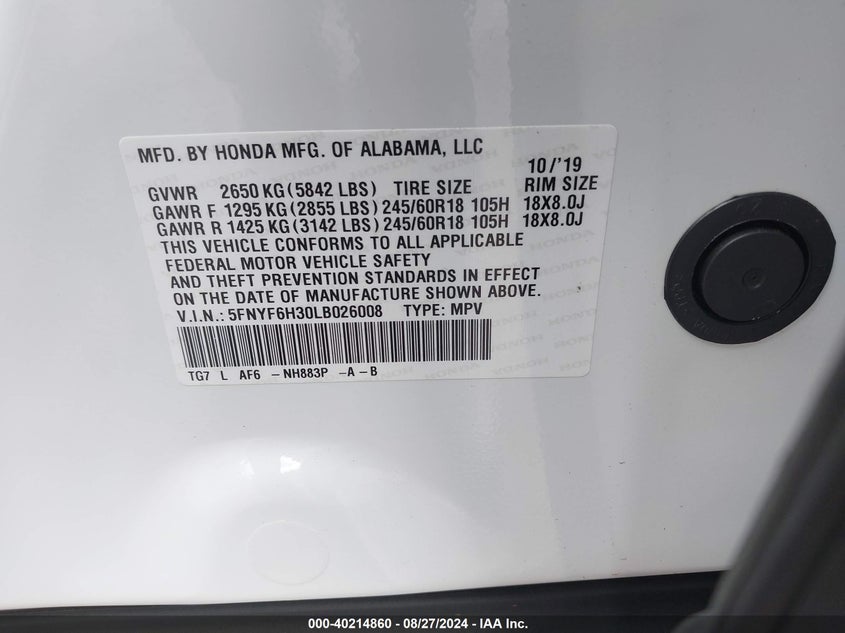 MFD. BY HONDA MFG. OF ALABAMA, LLC
10/'19
GVWR 2650 KG (5842 LBS) TIRE SIZE RIM SIZE
GAWR F 1295 KG (2855 LBS) 245/60R18 105H 18X8.0J
GAWR R 1425 KG (3142 LBS) 245/60R18 105H 18X8.0J
THIS VEHICLE CONFORMS TO ALL APPLICABLE
FEDERAL MOTOR VEHICLE SAFETY
AND THEFT PREVENTION STANDARDS IN EFFECT
ON THE DATE OF MANUFACTURE SHOWN ABOVE.
V.I.N.: 5FNYF6H30LB026008 TYPE: MPV
TG7 L AF6 -NH883P -A -B
000-40214860 - 08/27/2024 - IAA Inc.